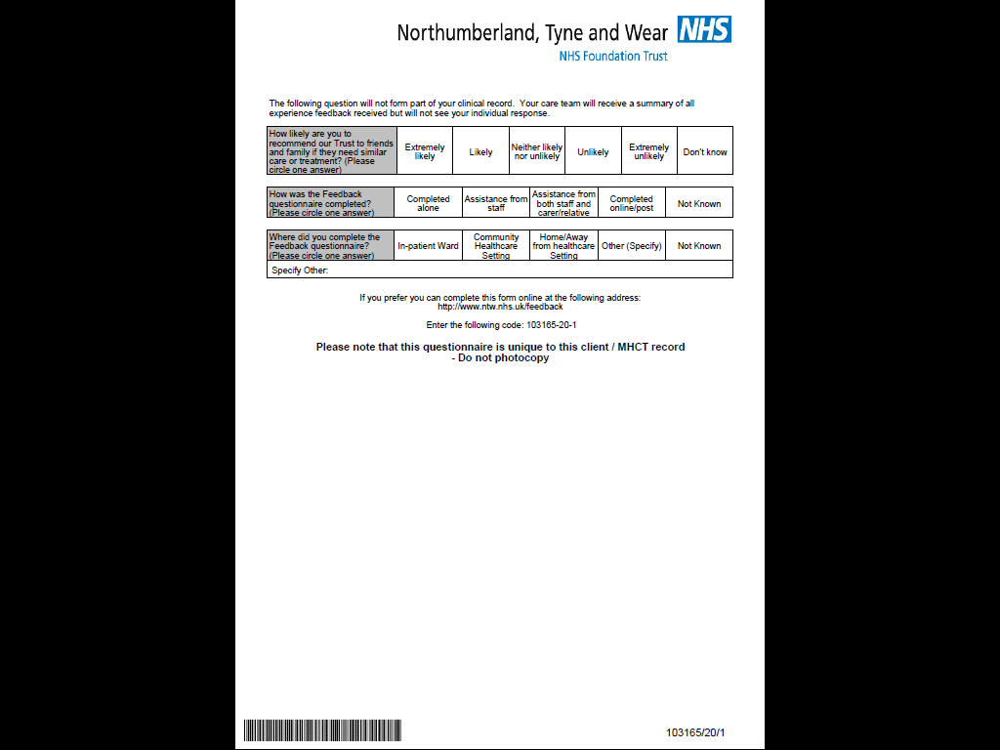 Northumberland, Tyne and Wear NHS
NHS Foundation Trust
The following question will not form part of your clinical record. Your care team will receive a summary of all
experience feedback received but will not see your individual response.
How likely are you to
recommend our Trust to friends
and family if they need similar
care or treatment? (Please
circle one answer)
Extremely
likely
Likely
Neither likely
nor unlikely
Unlikely
Extremely
unlikely
Don't know
How was the Feedback
questionnaire completed?
(Please circle one answer)
Completed
alone
Assistance from
staff
Assistance from
both staff and
carer/relative
Completed
online/post
Not Known
Where did you complete the
Feedback questionnaire?
(Please circle one answer)
In-patient Ward
Community
Healthcare
Setting
Home/Away
from healthcare
Setting
Other (Specify)
Not Known
Specify Other:
If you prefer you can complete this form online at the following address:
http://www.ntw.nhs.uk/feedback
Enter the following code: 103165-20-1
Please note that this questionnaire is unique to this client / MHCT record
- Do not photocopy
103165/20/1